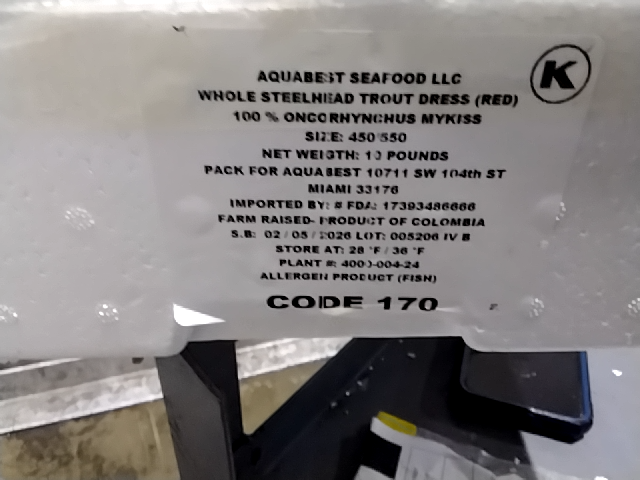 K
AQUABEST SEAFOOD LLC
WHOLE STEELHEAD TROUT DRESS (RED)
100 % ONCORHYNCHUS MYKISS
SIZE: 450/550
NET WEIGTH: 10 POUNDS
PACK FOR AQUABEST 10711 SW 104th ST
MIAMI 33176
IMPORTED BY: # FDA: 17393486666
FARM RAISED- PRODUCT OF COLOMBIA
S.B: 02 / 05 / 2026 LOT: 005206 IV B
STORE AT: 28 °F / 36 °F
PLANT #: 4000-004-24
ALLERGEN PRODUCT (FISH)
CODE 170